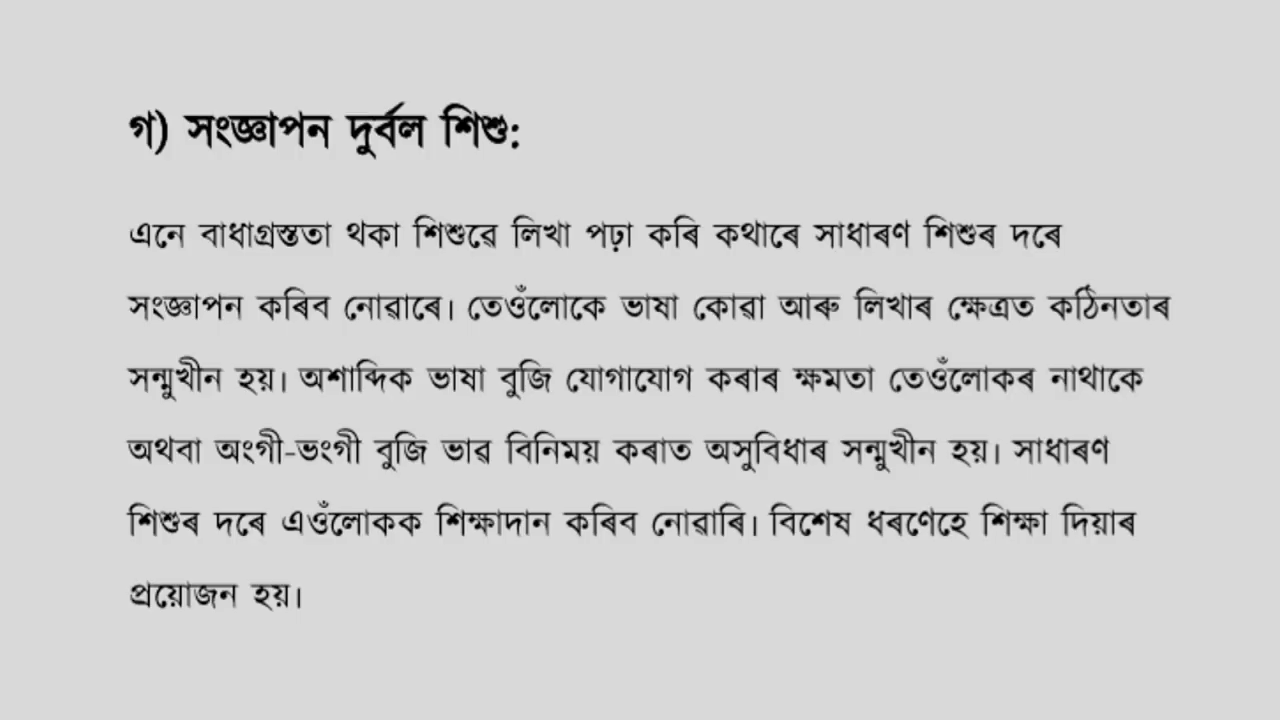 গ) সংজ্ঞাপন দুৰ্বল শিশু:
এনে বাধাগ্ৰস্ততা থকা শিশুৱে লিখা পঢ়া কৰি কথাৰে সাধাৰণ শিশুৰ দৰে
সংজ্ঞাপন কৰিব নোৱাৰে। তেওঁলোকে ভাষা কোৱা আৰু লিখাৰ ক্ষেত্ৰত কঠিনতাৰ
সন্মুখীন হয়। অশাব্দিক ভাষা বুজি যোগাযোগ কৰাৰ ক্ষমতা তেওঁলোকৰ নাথাকে
অথবা অংগী-ভংগী বুজি ভাৱ বিনিময় কৰাত অসুবিধাৰ সন্মুখীন হয়। সাধাৰণ
শিশুৰ দৰে এওঁলোকক শিক্ষাদান কৰিব নোৱাৰি। বিশেষ ধৰণেহে শিক্ষা দিয়াৰ
প্ৰয়োজন হয়।